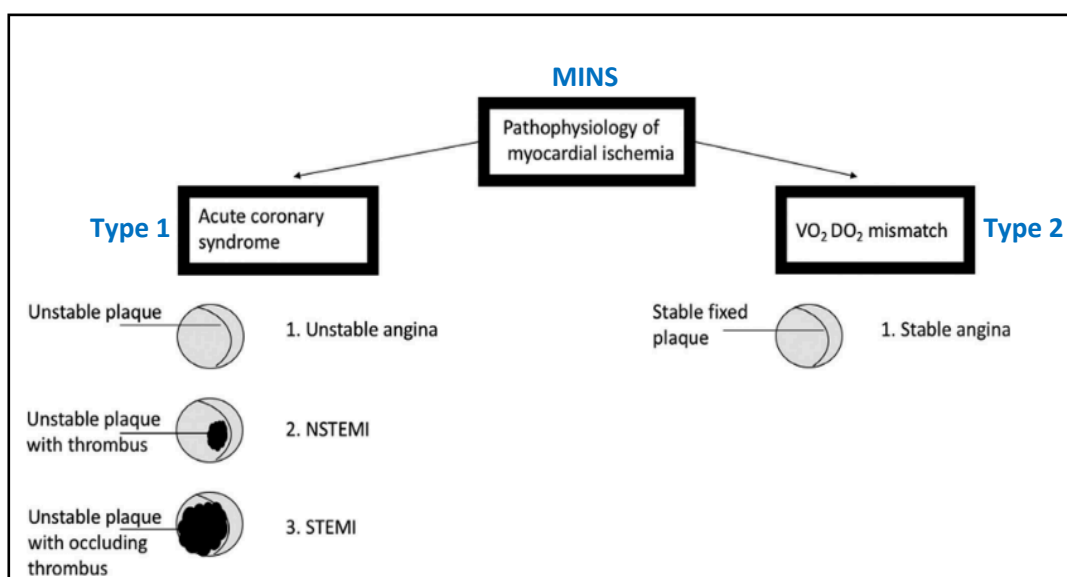 MINS
Pathophysiology of
myocardial ischemia
Type 1
Acute coronary
syndrome
VO₂ DO₂ mismatch
Type 2
Unstable plaque
1. Unstable angina
Stable fixed
plaque
1. Stable angina
Unstable plaque
with thrombus
2. NSTEMI
Unstable plaque
with occluding
thrombus
3. STEMI